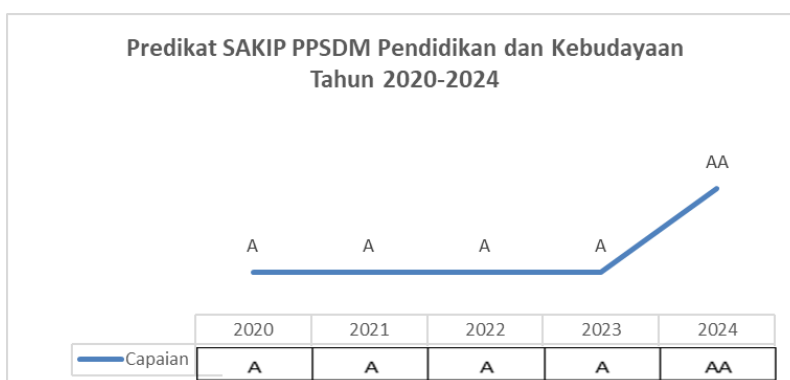 Predikat SAKIP PPSDM Pendidikan dan Kebudayaan
Tahun 2020-2024
AA
A A A A
2020 2021 2022 2023 2024
Capaian A A A A AA